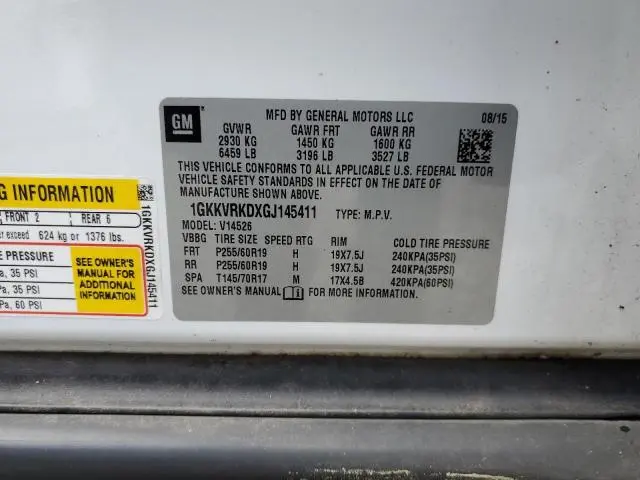 GM
MFD BY GENERAL MOTORS LLC 08/15
GVWR GAWR FRT GAWR RR
2930 KG 1450 KG 1600 KG
6459 LB 3196 LB 3527 LB
THIS VEHICLE CONFORMS TO ALL APPLICABLE U.S. FEDERAL MOTOR
VEHICLE SAFETY STANDARDS IN EFFECT ON THE DATE OF
MANUFACTURE SHOWN ABOVE.
1GKKVRKDXGJ145411 TYPE: M.P.V.
MODEL: V14526
VBBG TIRE SIZE SPEED RTG RIM COLD TIRE PRESSURE
FRT P255/60R19 H 19X7.5J 240KPA(35PSI)
RR P255/60R19 H 19X7.5J 240KPA(35PSI)
SPA T145/70R17 M 17X4.5B 420KPA(60PSI)
SEE OWNER'S MANUAL i FOR MORE INFORMATION.
G INFORMATION
FRONT 2 REAR 6
exceed 624 kg or 1376 lbs.
a, 35 PSI
a, 35 PSI
Pa, 60 PSI
SEE OWNER'S
MANUAL FOR
ADDITIONAL
INFORMATION
1GKKVRKDXGJ145411